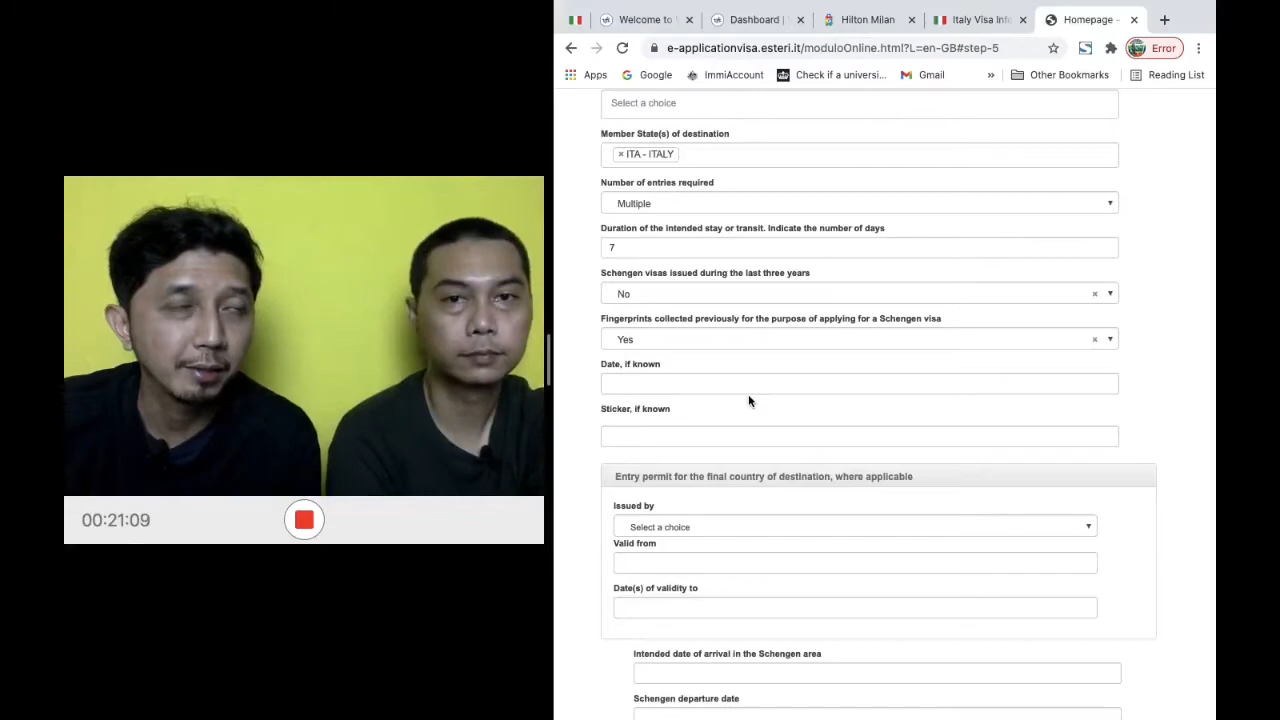 Welcome to
Dashboard |
Hilton Milan
Italy Visa Inf
Homepage -
e-applicationvisa.esteri.it/moduloOnline.html?L=en-GB#step-5
Error
Apps
Google
ImmiAccount
Check if a universi...
Gmail
»
Other Bookmarks
Reading List
Select a choice
Member State(s) of destination
× ITA - ITALY
Number of entries required
Multiple
Duration of the intended stay or transit. Indicate the number of days
7
Schengen visas issued during the last three years
No
Fingerprints collected previously for the purpose of applying for a Schengen visa
Yes
Date, if known
Sticker, if known
Entry permit for the final country of destination, where applicable
Issued by
Select a choice
Valid from
Date(s) of validity to
Intended date of arrival in the Schengen area
Schengen departure date
00:21:09